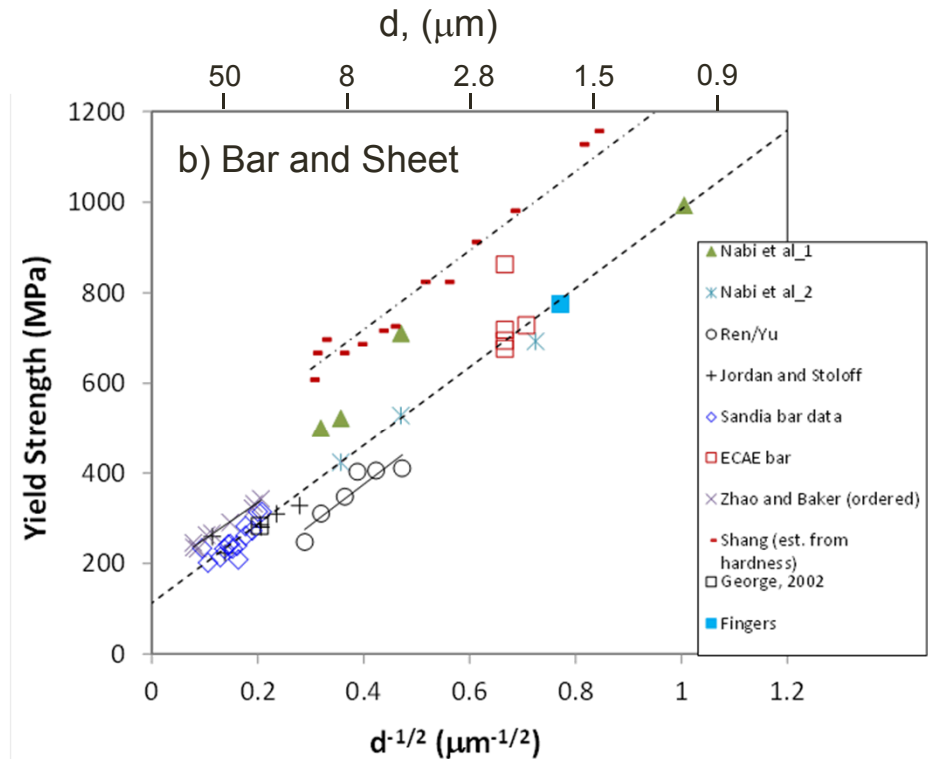 d, (μm)
50 8 2.8 1.5 0.9
b) Bar and Sheet
1200
1000
800
600
400
200
0
Yield Strength (MPa)
0 0.2 0.4 0.6 0.8 1 1.2
d-1/2 (μm-1/2)
Nabi et al_1
Nabi et al_2
Ren/Yu
Jordan and Stoloff
Sandia bar data
ECAE bar
Zhao and Baker (ordered)
Shang (est. from
hardness)
George, 2002
Fingers